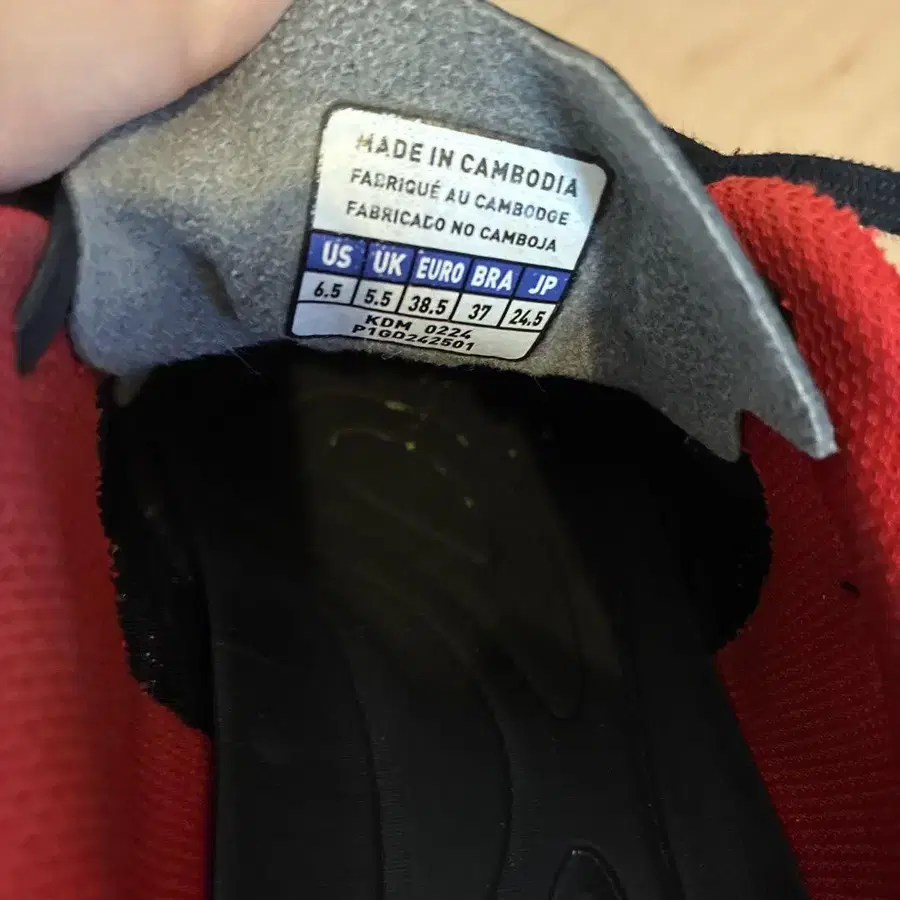 MADE IN CAMBODIA
FABRIQUÉ AU CAMBODGE
FABRICADO NO CAMBOJA
US UK EURO BRA JP
6.5 5.5 38.5 37 24.5
KDM 0224
P1GD242501